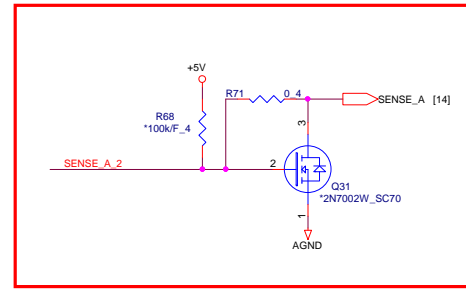 +5V
R71
0_4
SENSE_A [14]
R68
*100k/F_4
3
SENSE_A_2
2
Q31
*2N7002W_SC70
1
AGND